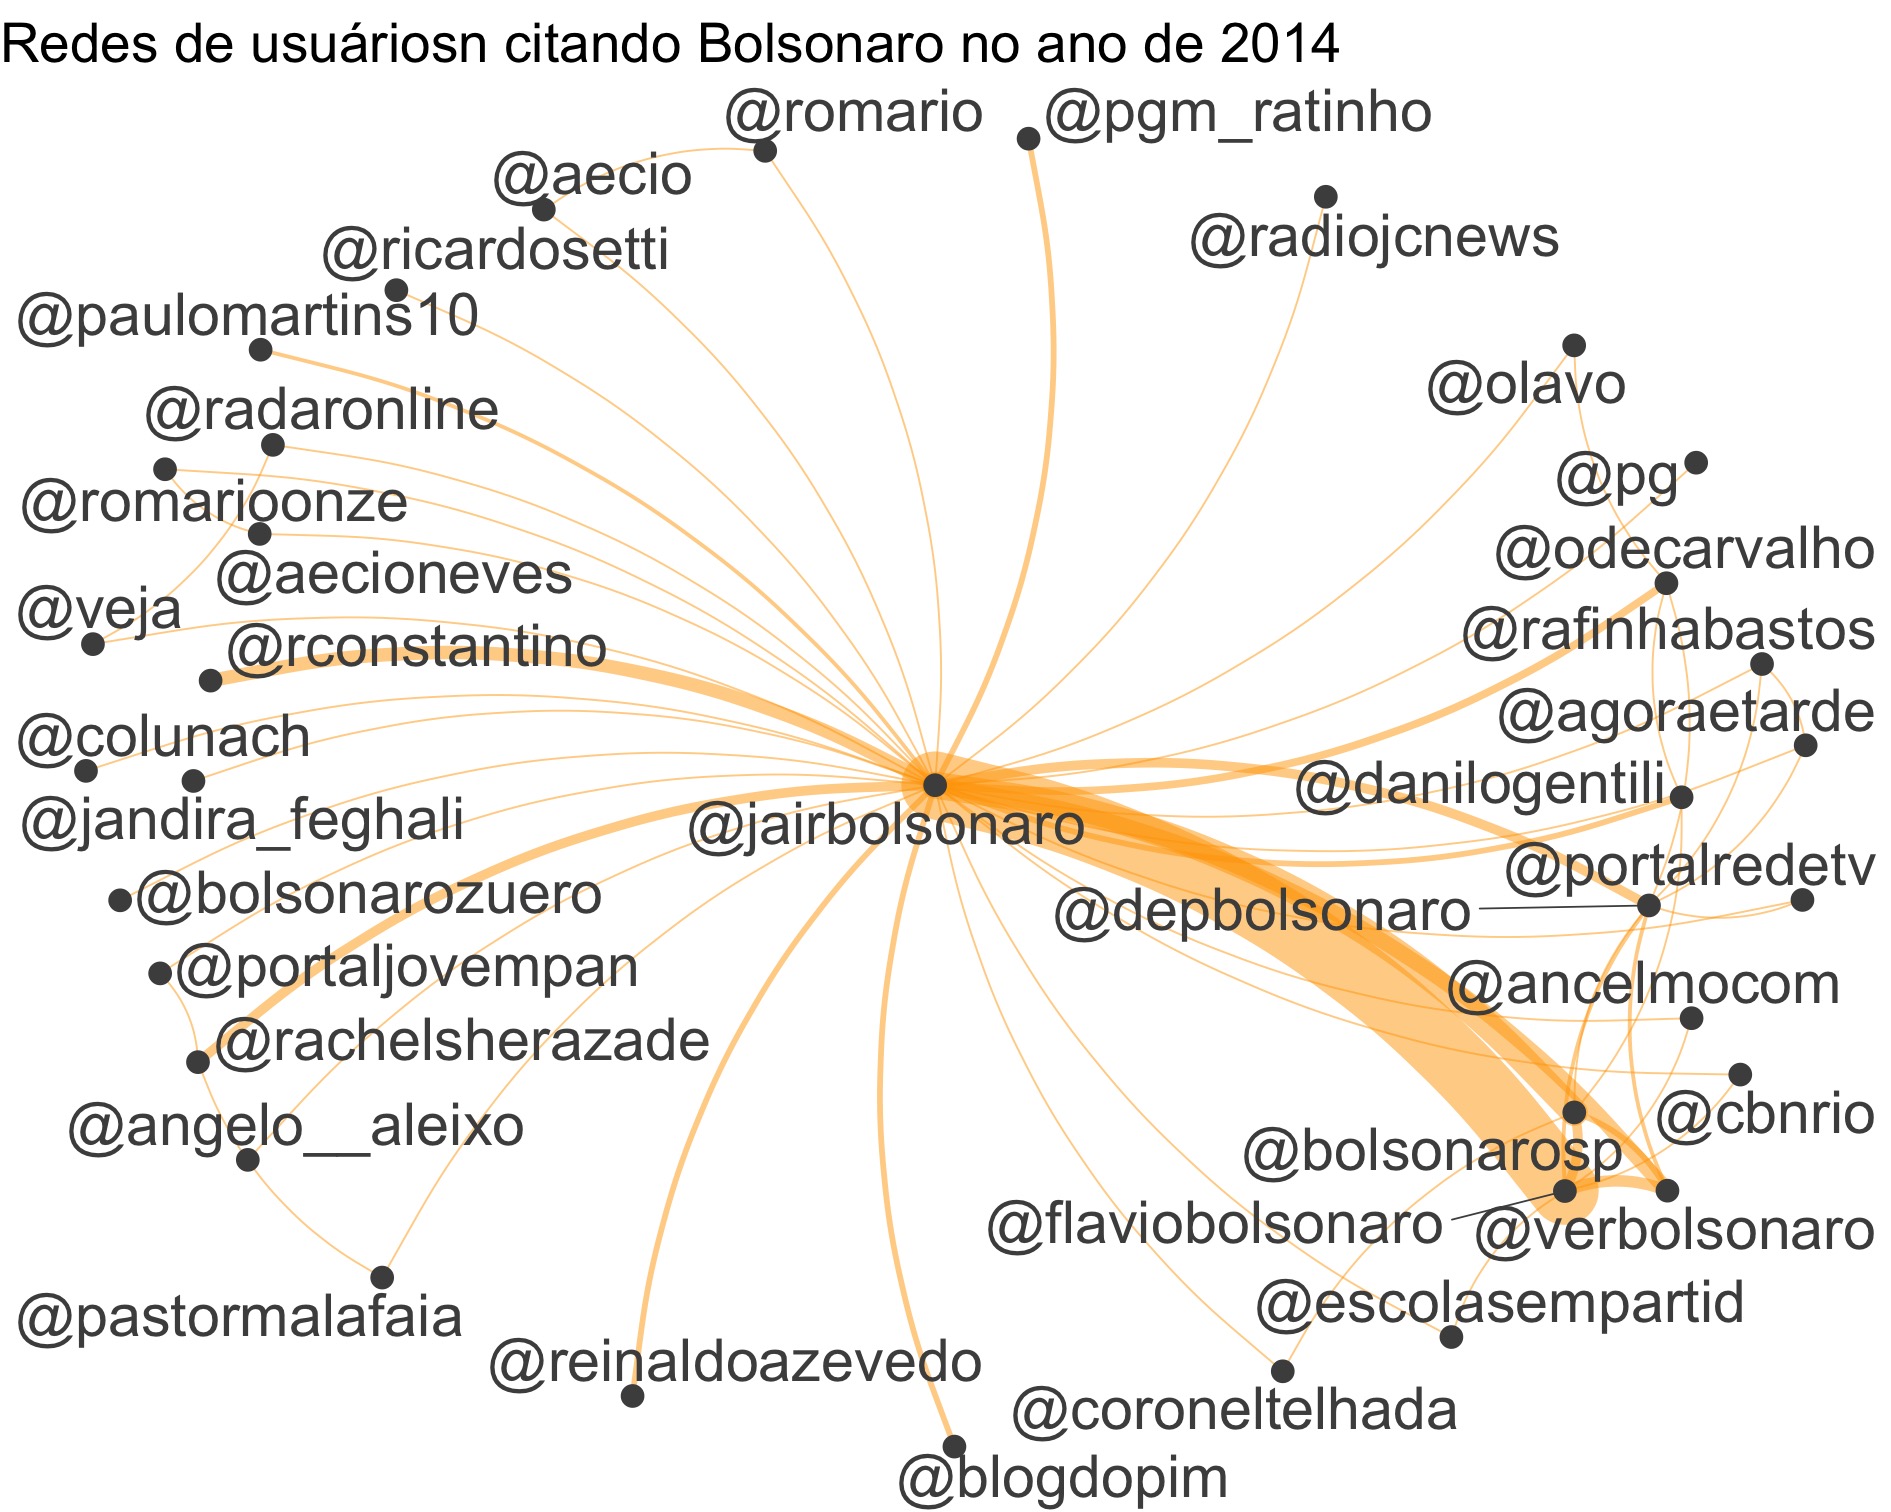 Redes de usuáriosn citando Bolsonaro no ano de 2014
@romario
@pgm_ratinho
@aecio
@radiojcnews
@ricardosetti
@paulomartins10
@olavo
@radaronline
@pg
@romarioonze
@odecarvalho
@aecioneves
@veja
@rafinhabastos
@rconstantino
@agoraetarde
@colunach
@danilogentili
@jandira_feghali
@jairbolsonaro
@portalredetv
@bolsonarozuero
@depbolsonaro
@portaljovempan
@ancelmocom
@rachelsherazade
@cbnrio
@angelo__aleixo
@bolsonarosp
@flaviobolsonaro
@verbolsonaro
@escolasempartid
@pastormalafaia
@reinaldoazevedo
@coroneltelhada
@blogdopim